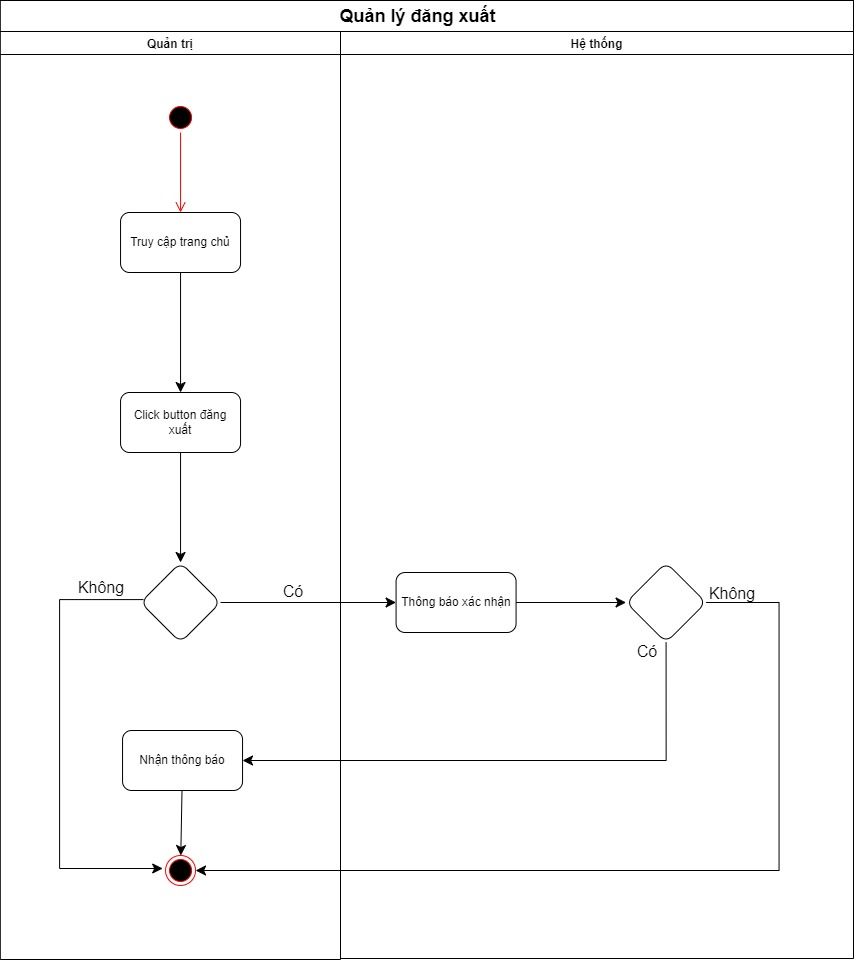 Quản lý đăng xuất
Quản trị
Hệ thống
Truy cập trang chủ
Click button đăng
xuất
Không
Có
Thông báo xác nhận
Không
Có
Nhận thông báo